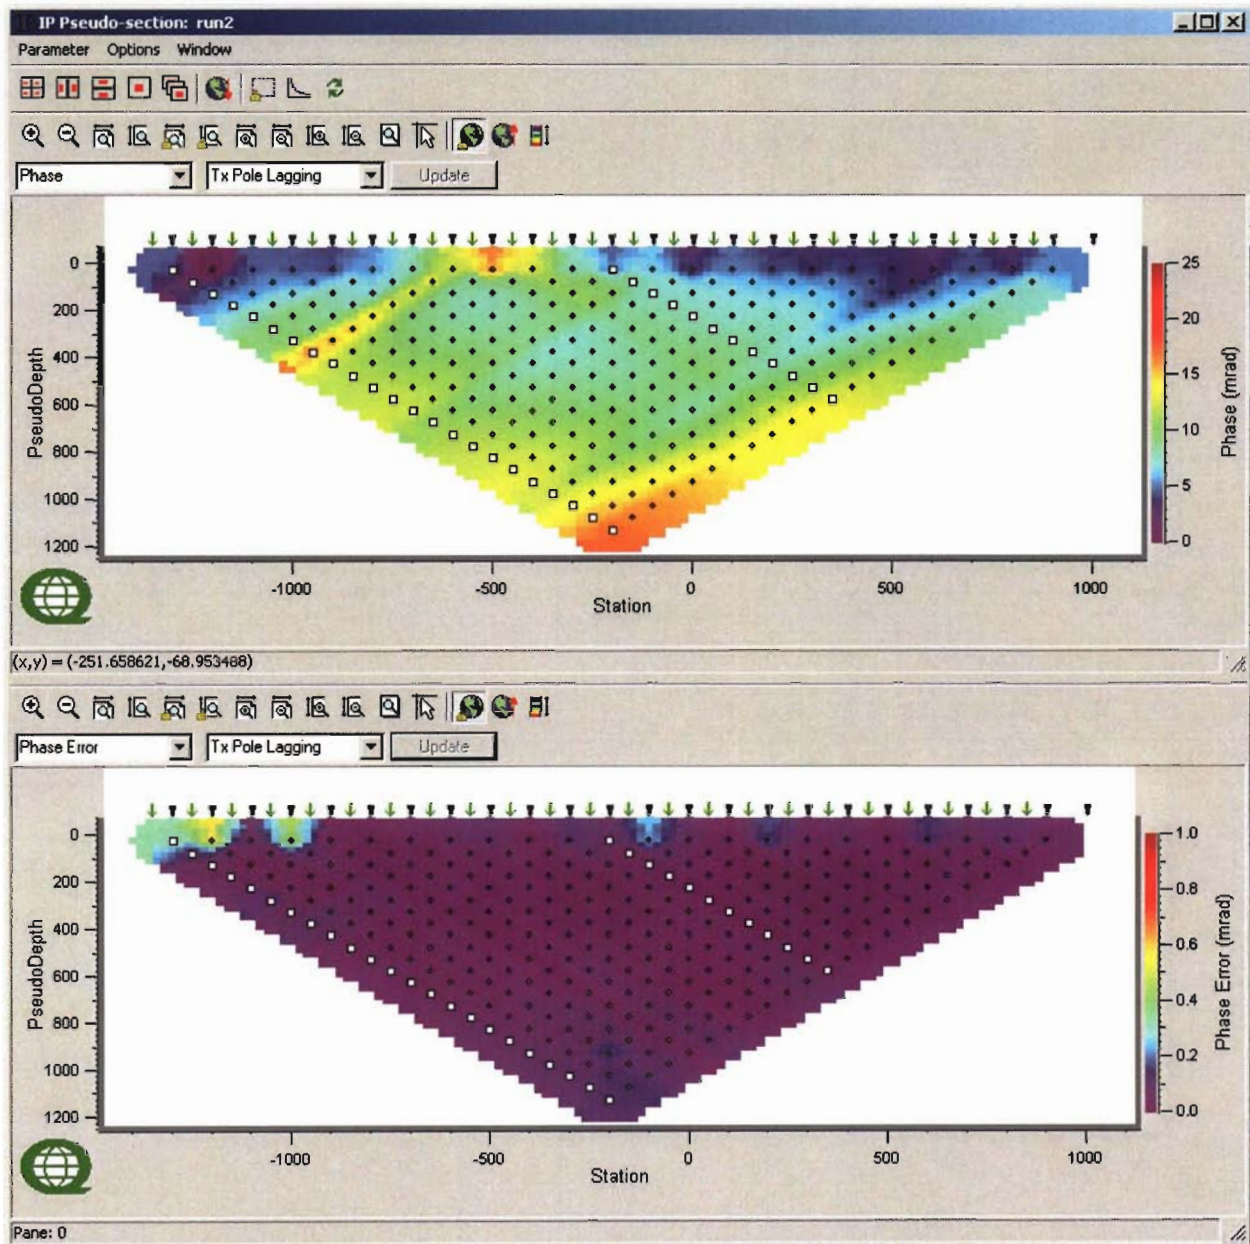 IP Pseudo-section: run2
Parameter Options Window
Phase Tx Pole Lagging Update
0
200
400
600
800
1000
1200
PseudoDepth
-1000 -500 0 500 1000
Station
25
20
15
10
5
0
Phase (mrad)
(x,y) = (-251.658621,-68.953488)
Phase Error Tx Pole Lagging Update
0
200
400
600
800
1000
1200
PseudoDepth
-1000 -500 0 500 1000
Station
1.0
0.8
0.6
0.4
0.2
0.0
Phase Error (mrad)
Pane: 0